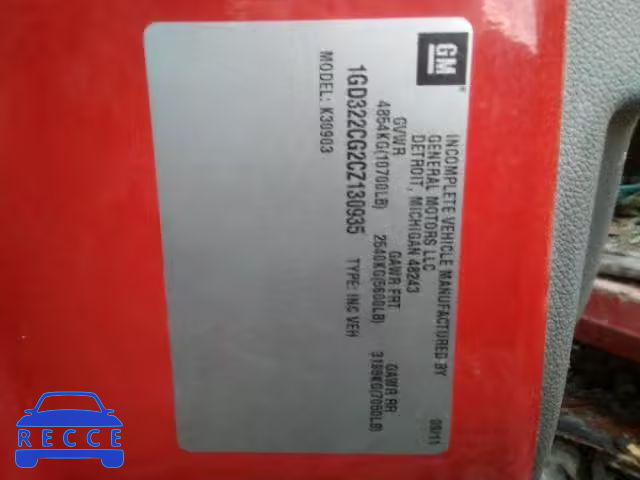 GM
INCOMPLETE VEHICLE MANUFACTURED BY
GENERAL MOTORS LLC
DETROIT, MICHIGAN 48243
08/11
GVWR GAWR FRT GAWR RR
4854KG(10700LB) 2540KG(5600LB) 3198KG(7050LB)
1GD322CG2CZ130935 TYPE: INC VEH
MODEL: K30903
RECCE